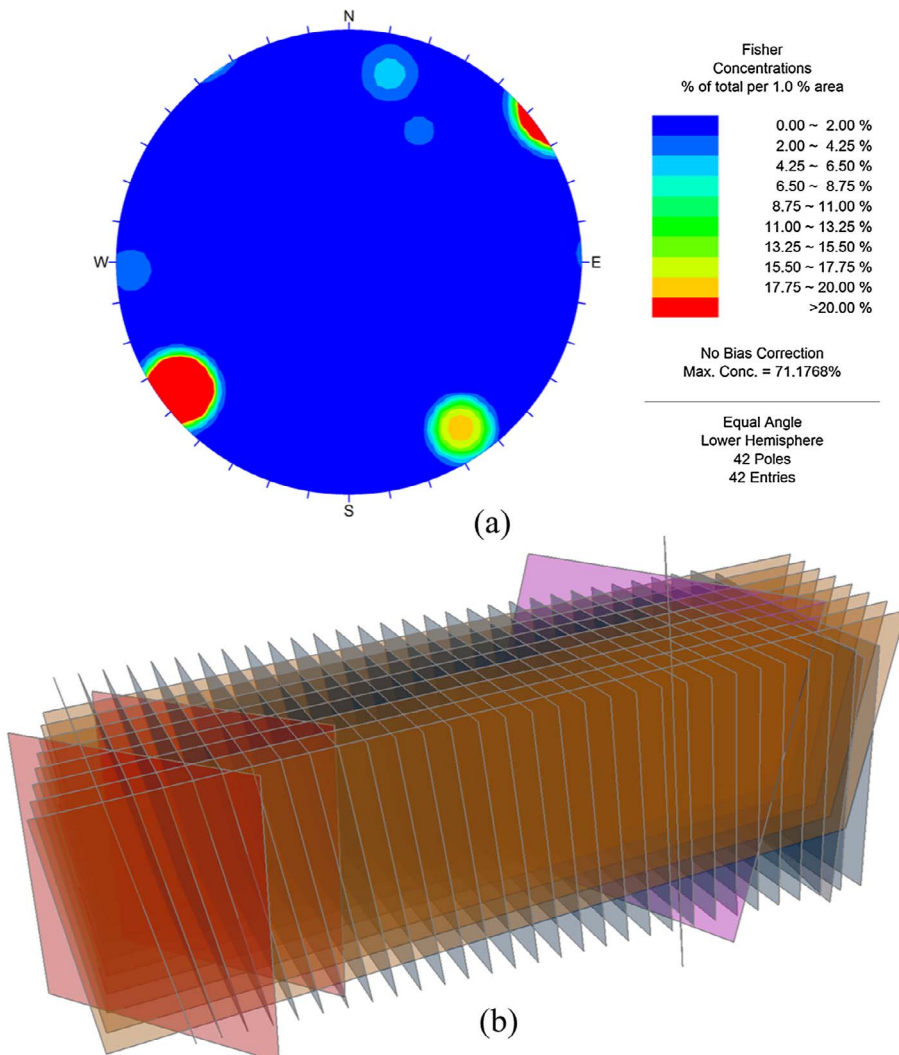 N
W
E
S
Fisher
Concentrations
% of total per 1.0 % area
0.00 ~ 2.00 %
2.00 ~ 4.25 %
4.25 ~ 6.50 %
6.50 ~ 8.75 %
8.75 ~ 11.00 %
11.00 ~ 13.25 %
13.25 ~ 15.50 %
15.50 ~ 17.75 %
17.75 ~ 20.00 %
>20.00 %
No Bias Correction
Max. Conc. = 71.1768%
Equal Angle
Lower Hemisphere
42 Poles
42 Entries
(a)
(b)